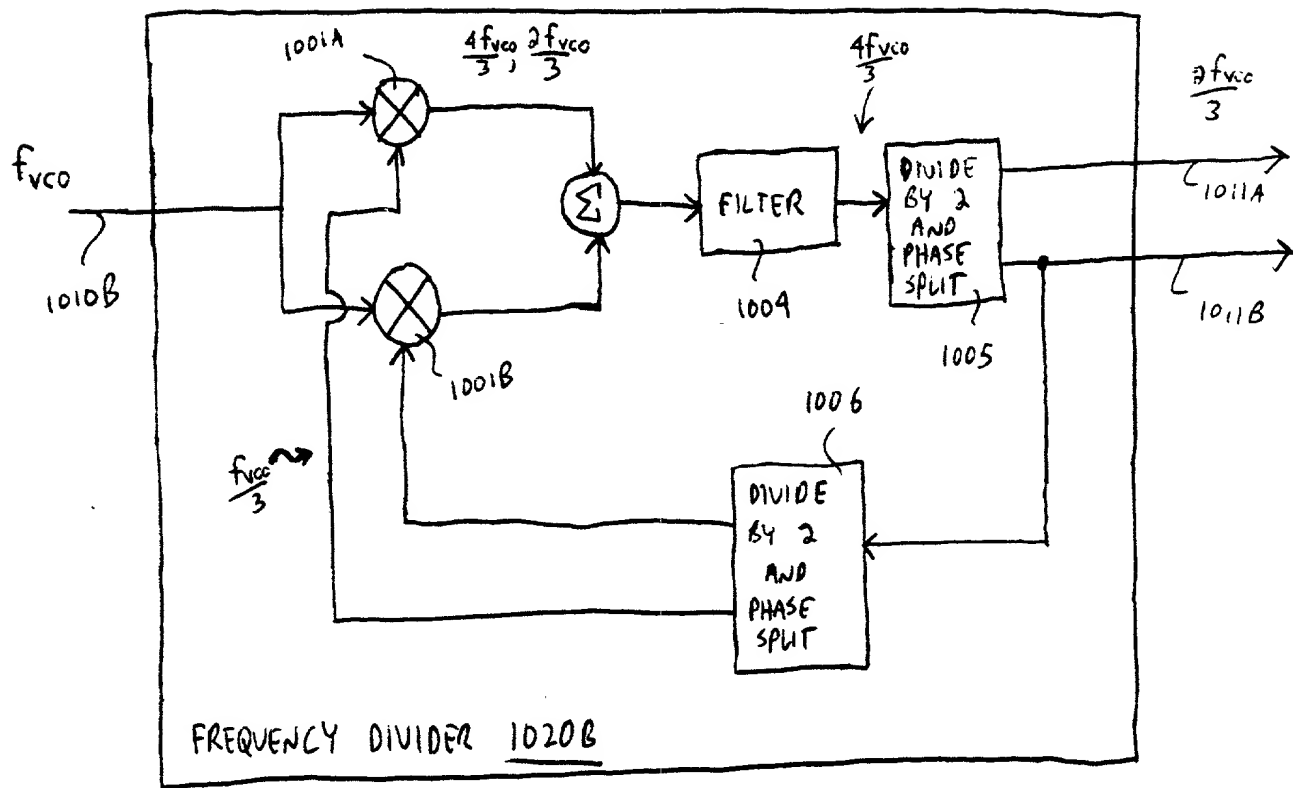 1001A
4fvco/3, 2fvco/3
4fvco/3
2fvco/3
fvco
1010B
Σ
FILTER
1004
DIVIDE
BY 2
AND
PHASE
SPLIT
1005
1011A
1011B
1001B
fvco/3
1006
DIVIDE
BY 2
AND
PHASE
SPLIT
FREQUENCY DIVIDER 1020B